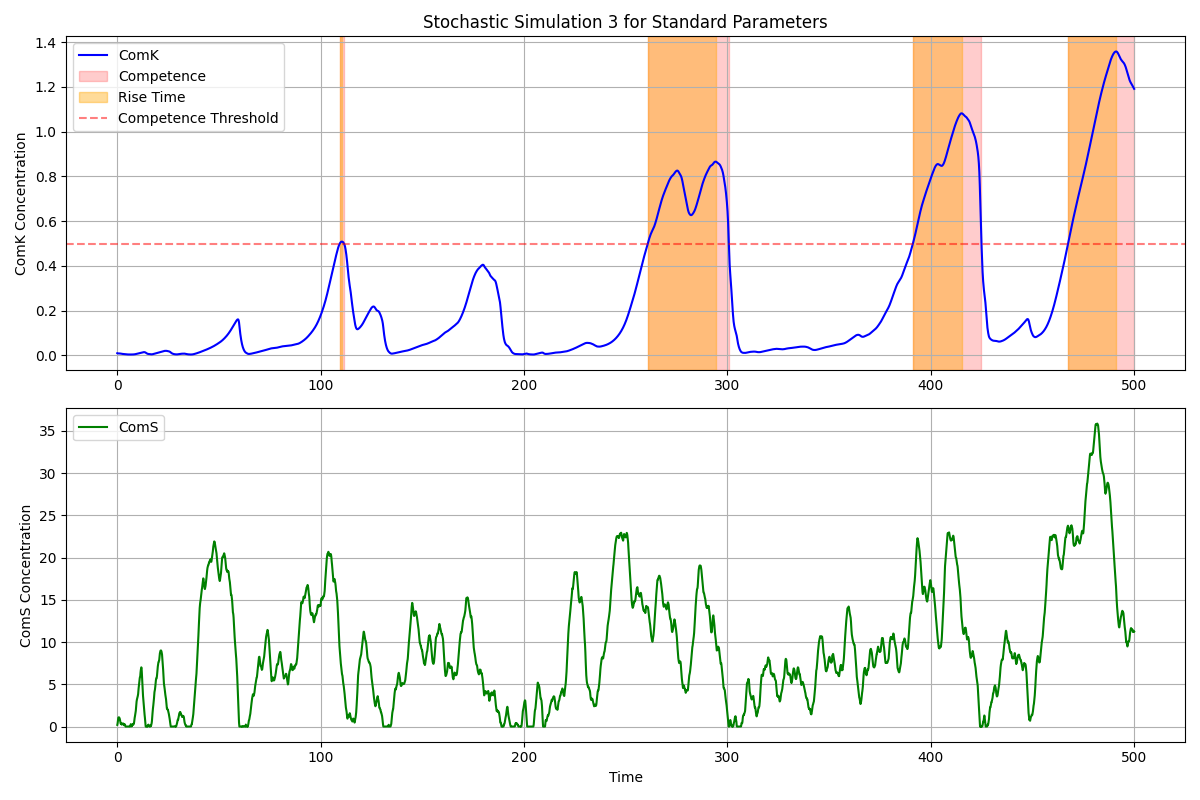 Stochastic Simulation 3 for Standard Parameters
ComK Concentration
1.4
1.2
1.0
0.8
0.6
0.4
0.2
0.0
ComK
Competence
Rise Time
Competence Threshold
0 100 200 300 400 500
ComS Concentration
35
30
25
20
15
10
5
0
ComS
0 100 200 300 400 500
Time